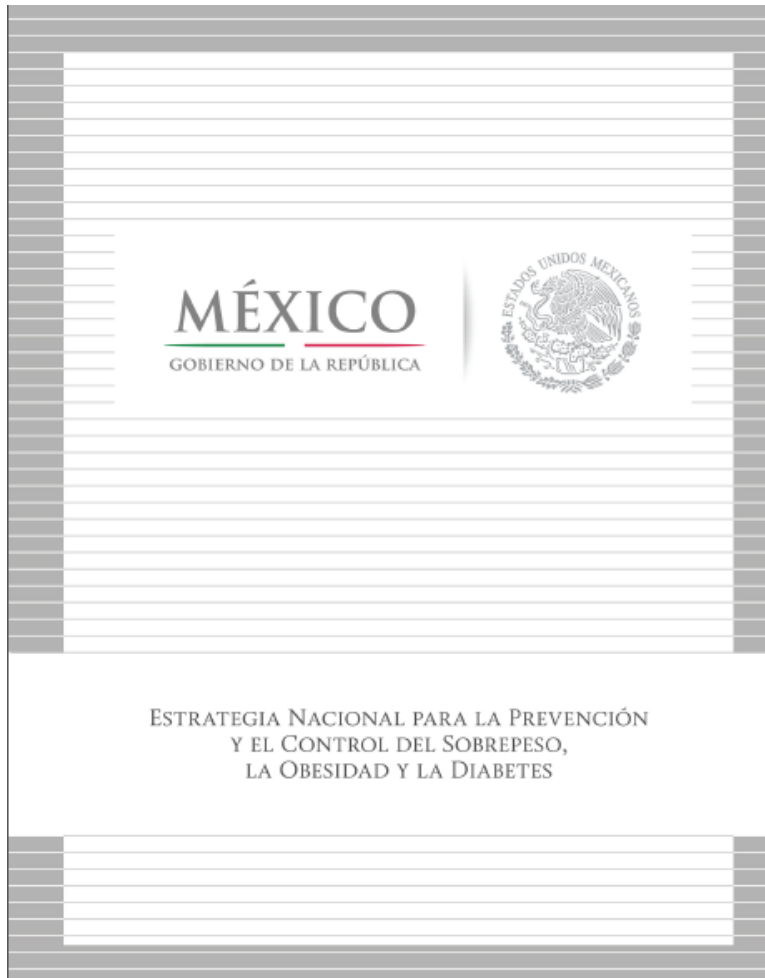 MÉXICO
GOBIERNO DE LA REPÚBLICA
ESTADOS UNIDOS MEXICANOS
ESTRATEGIA NACIONAL PARA LA PREVENCIÓN
Y EL CONTROL DEL SOBREPESO,
LA OBESIDAD Y LA DIABETES